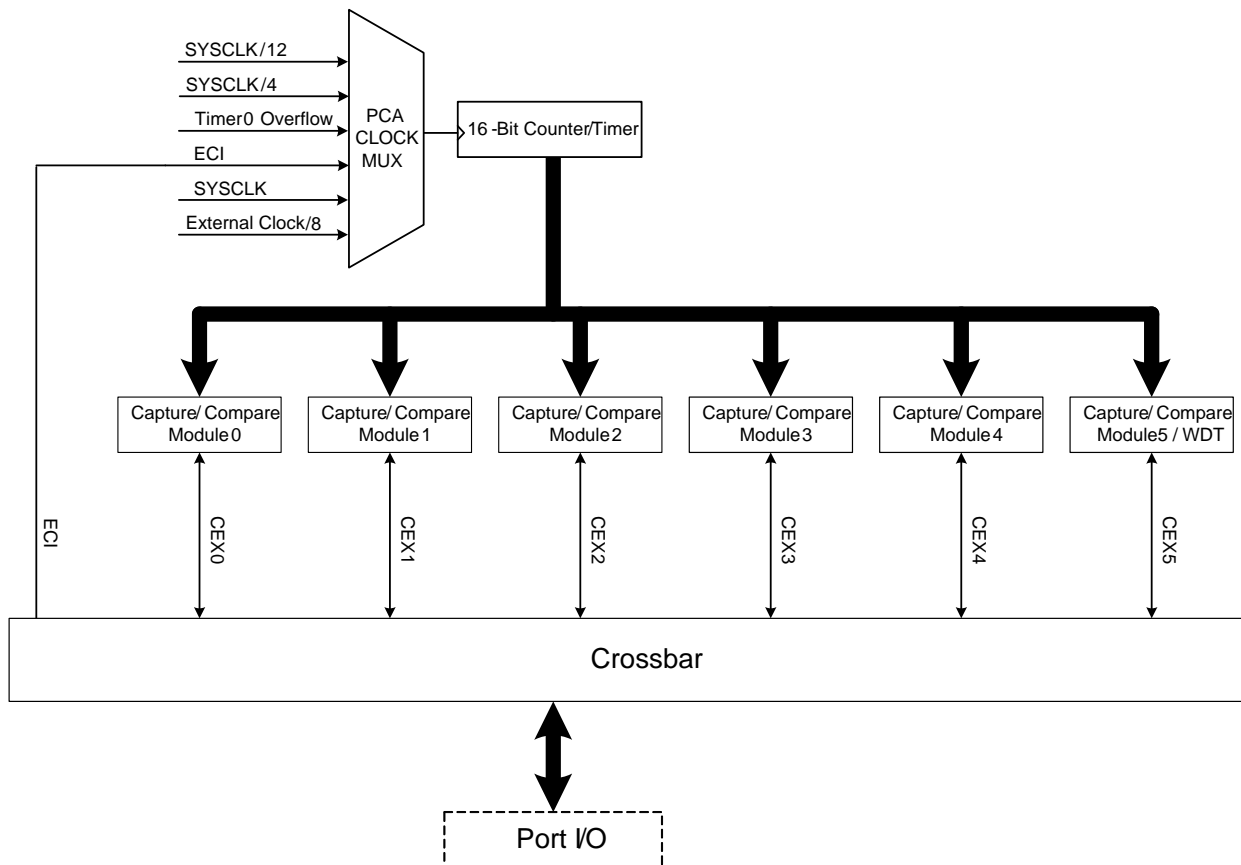 SYSCLK/12
SYSCLK/4
Timer0 Overflow
ECI
SYSCLK
External Clock/8
PCA
CLOCK
MUX
16-Bit Counter/Timer
Capture/Compare
Module0
Capture/Compare
Module1
Capture/Compare
Module2
Capture/Compare
Module3
Capture/Compare
Module4
Capture/Compare
Module5 / WDT
ECI
CEX0
CEX1
CEX2
CEX3
CEX4
CEX5
Crossbar
Port I/O